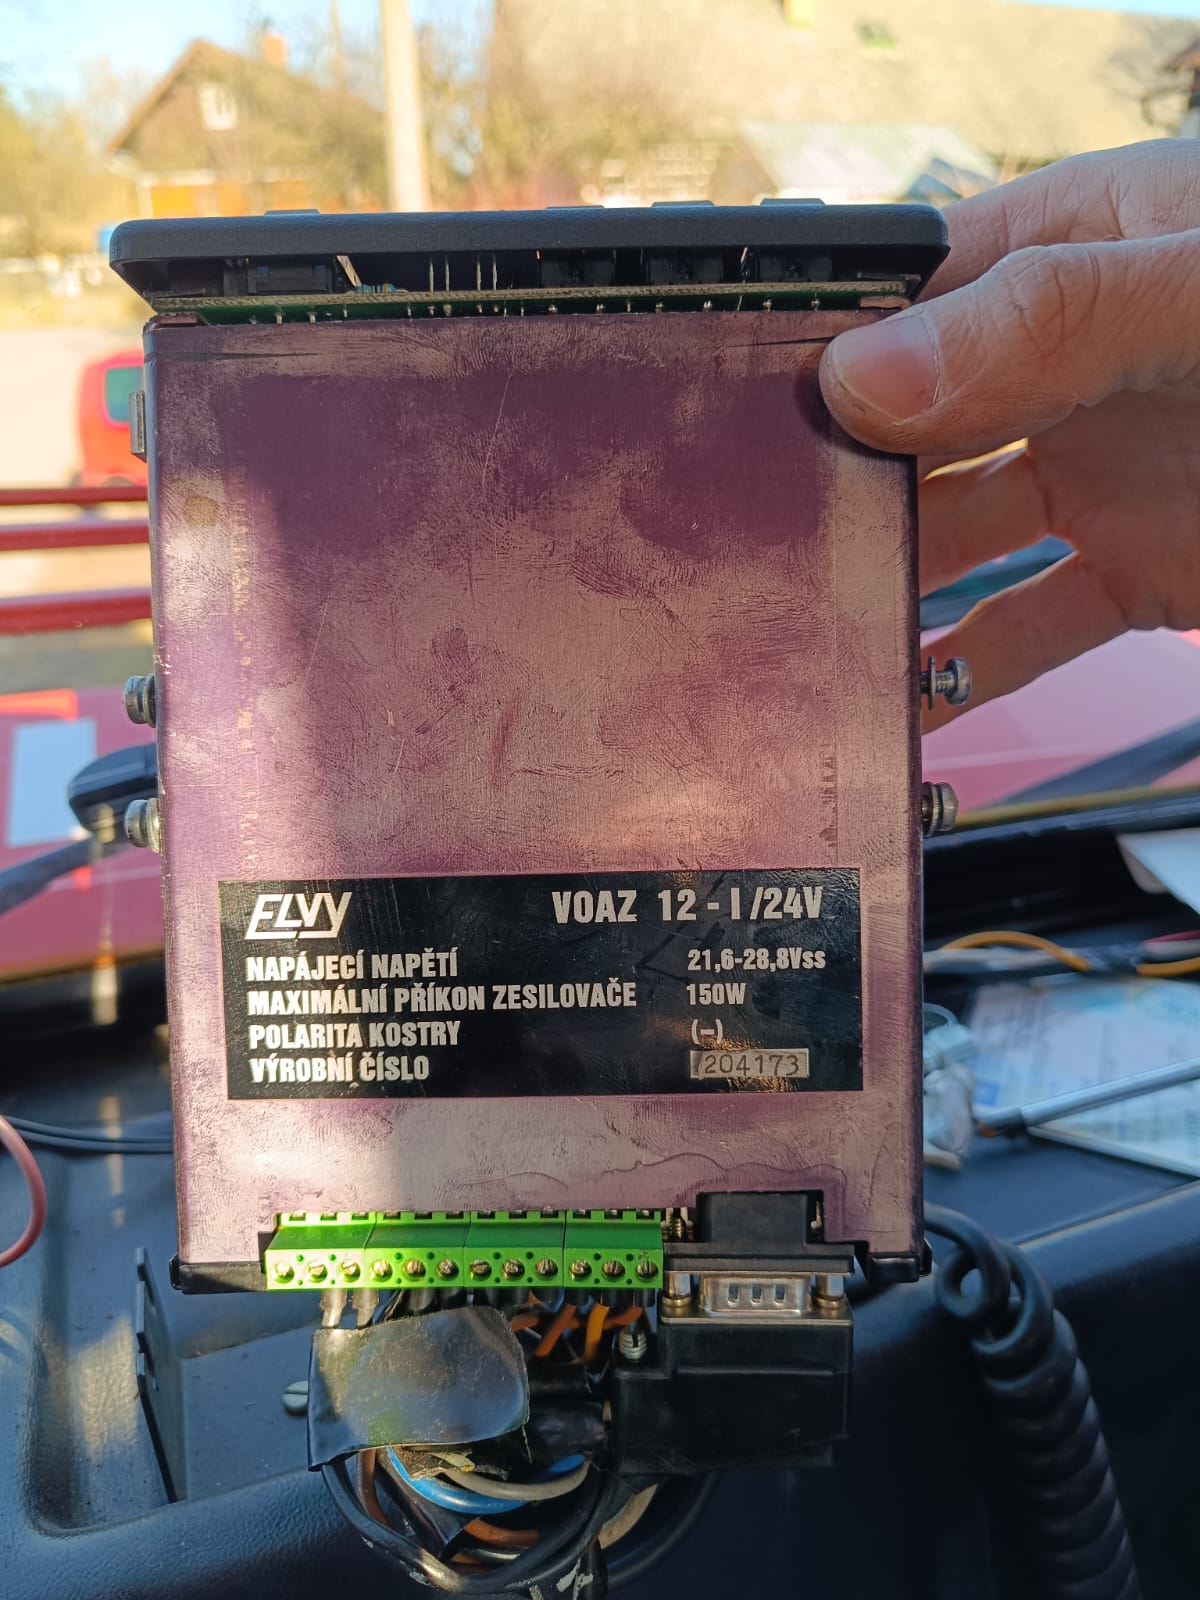 ELVY VOAZ 12 - I /24V
NAPÁJECÍ NAPĚTÍ 21,6-28,8Vss
MAXIMÁLNÍ PŘÍKON ZESILOVAČE 150W
POLARITA KOSTRY (-)
VÝROBNÍ ČÍSLO 204173